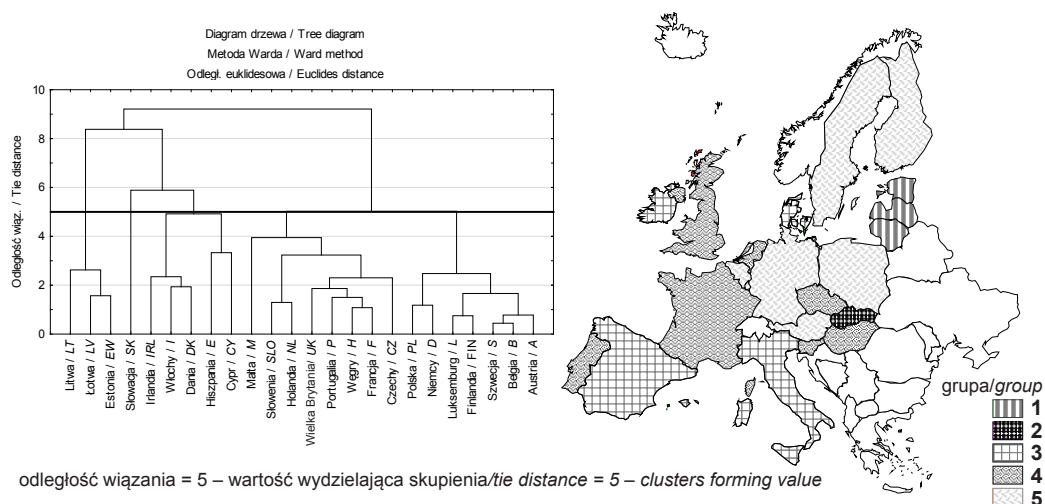 Diagram drzewa / Tree diagram
Metoda Warda / Ward method
Odległ. euklidesowa / Euclides distance
Odległość wiąz. / Tie distance
10
8
6
4
2
0
Litwa / LT
Łotwa / LV
Estonia / EW
Słowacja / SK
Irlandia / IRL
Włochy / I
Dania / DK
Hiszpania / E
Cypr / CY
Malta / M
Słowenia / SLO
Holandia / NL
Wielka Brytania / UK
Portugalia / P
Węgry / H
Francja / F
Czechy / CZ
Polska / PL
Niemcy / D
Luksemburg / L
Finlandia / FIN
Szwecja / S
Belgia / B
Austria / A
grupa/group
1
2
3
4
5
odległość wiązania = 5 – wartość wydzielająca skupienia/tie distance = 5 – clusters forming value